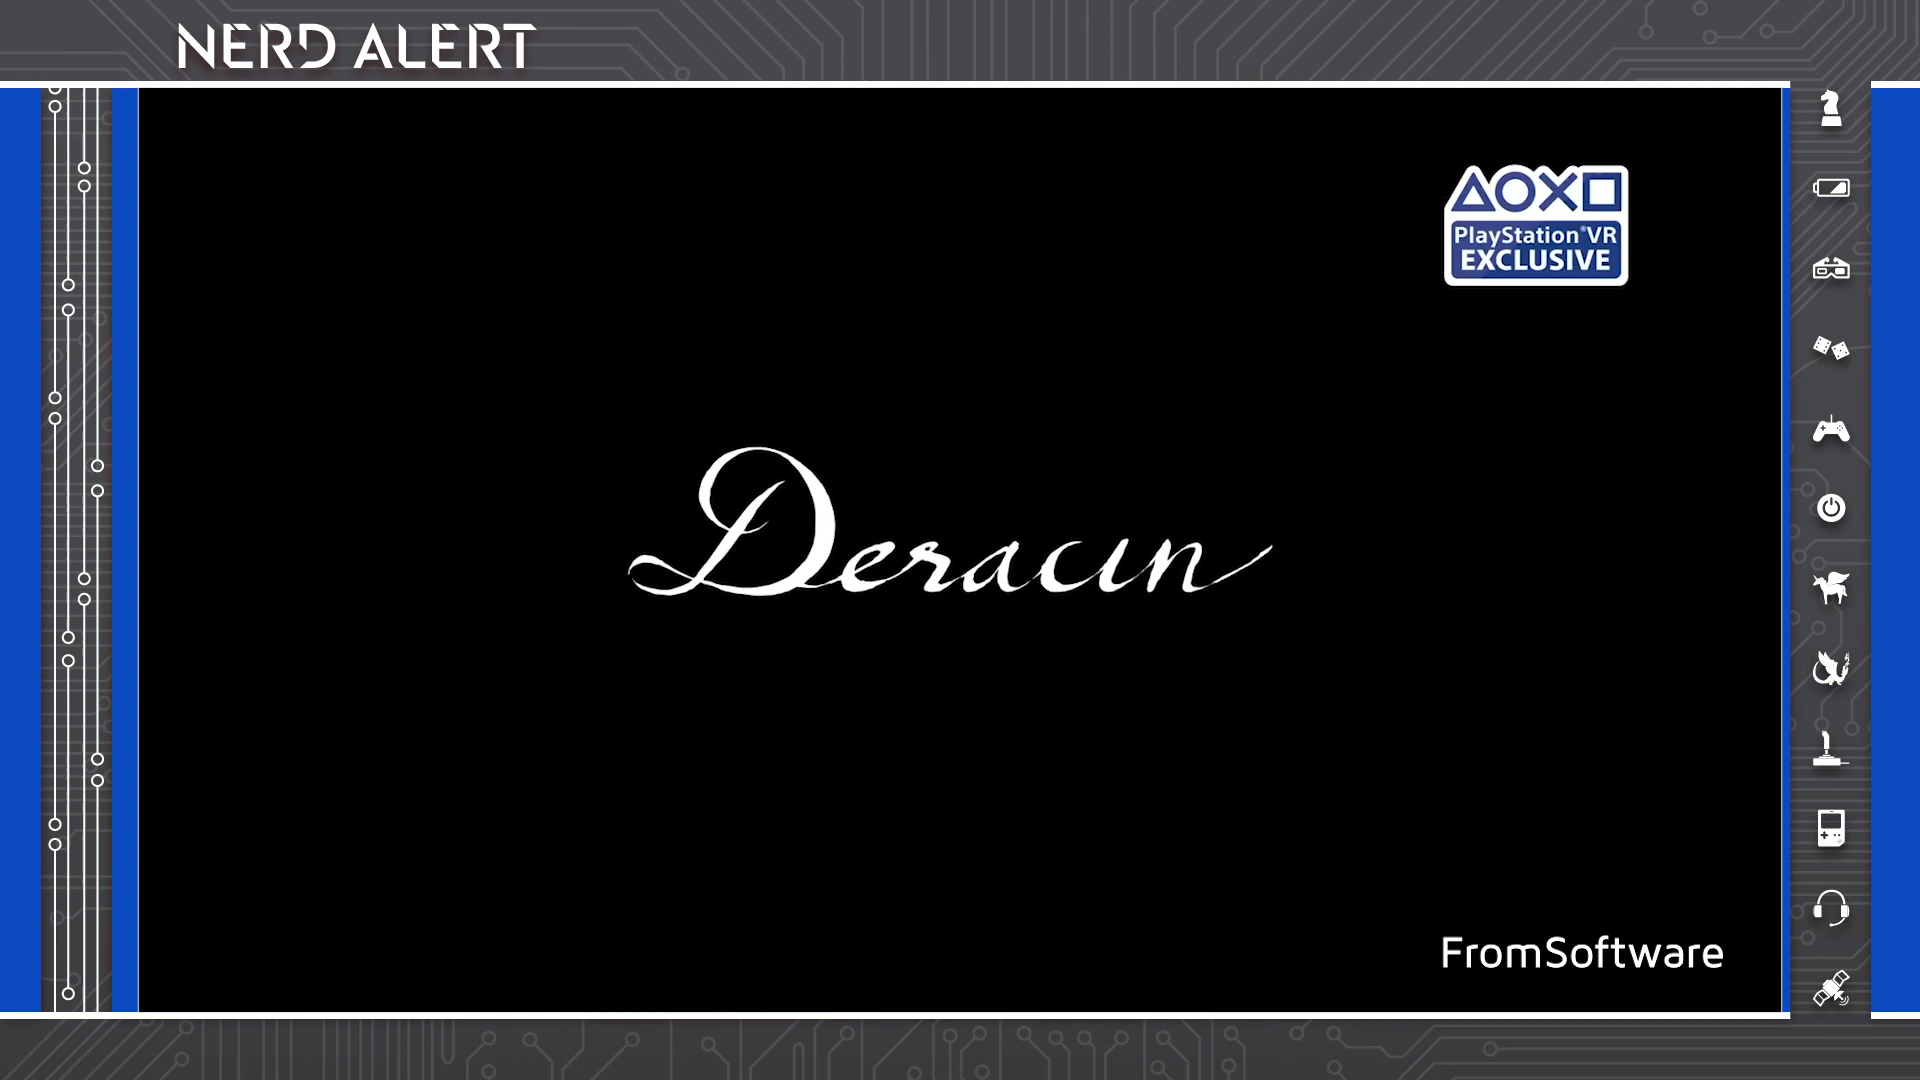 NERD ALERT
PlayStation®VR
EXCLUSIVE
Deracin
FromSoftware